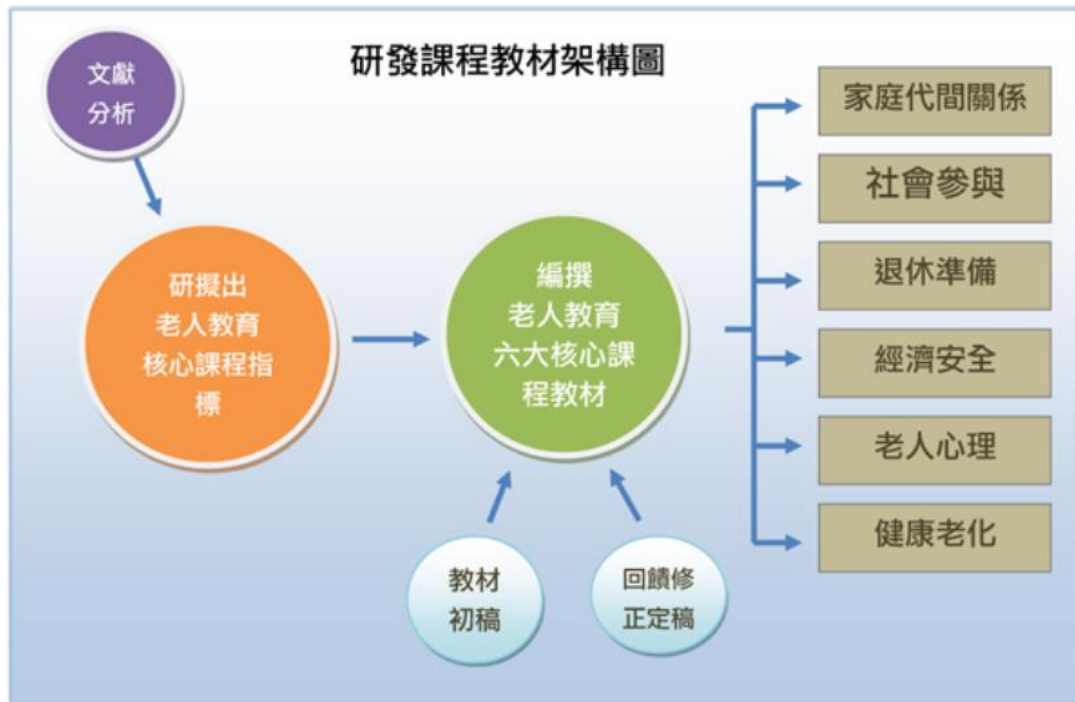 研發課程教材架構圖
文獻
分析
研擬出
老人教育
核心課程指
標
編撰
老人教育
六大核心課
程教材
教材
初稿
回饋修
正定稿
家庭代間關係
社會參與
退休準備
經濟安全
老人心理
健康老化